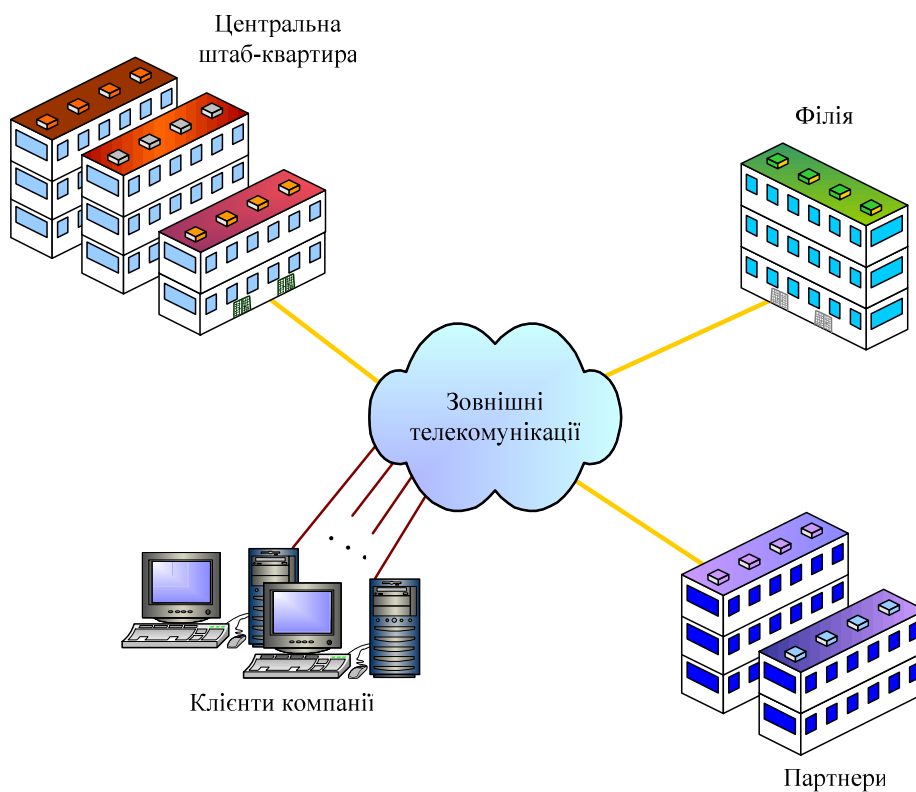 Центральна
штаб-квартира
Філія
Зовнішні
телекомунікації
Клієнти компанії
Партнери